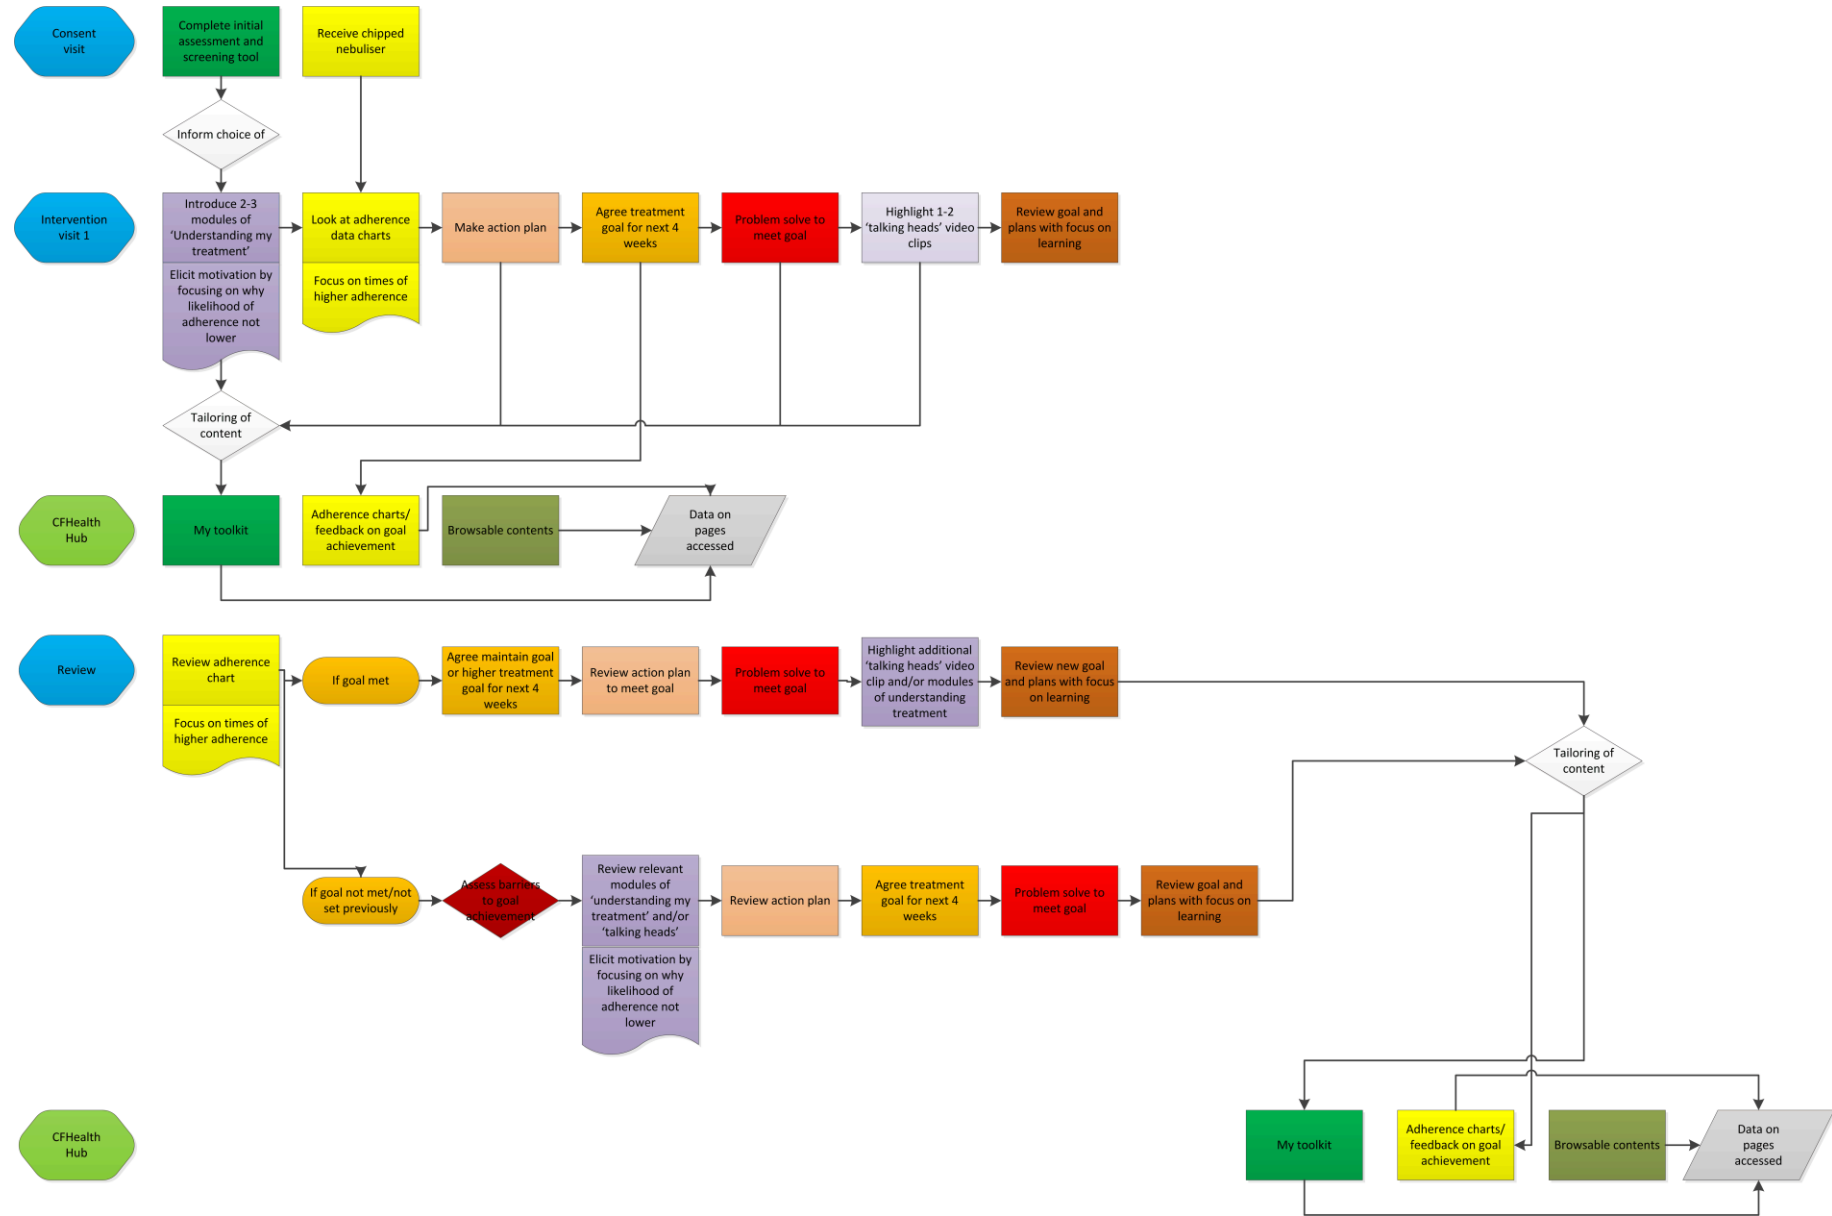 Consent
visit
Complete initial
assessment and
screening tool
Receive chipped
nebuliser
Inform choice of
Intervention
visit 1
Introduce 2-3
modules of
‘Understanding my
treatment’
Elicit motivation by
focusing on why
likelihood of
adherence not
lower
Look at adherence
data charts
Focus on times of
higher adherence
Make action plan
Agree treatment
goal for next 4
weeks
Problem solve to
meet goal
Highlight 1-2
‘talking heads’ video
clips
Review goal and
plans with focus on
learning
Tailoring of
content
CFHealth
Hub
My toolkit
Adherence charts/
feedback on goal
achievement
Browsable contents
Data on
pages
accessed
Review
Review adherence
chart
Focus on times of
higher adherence
If goal met
Agree maintain goal
or higher treatment
goal for next 4
weeks
Review action plan
to meet goal
Problem solve to
meet goal
Highlight additional
‘talking heads’ video
clip and/or modules
of understanding
treatment
Review new goal
and plans with focus
on learning
Tailoring of
content
If goal not met/not
set previously
Assess barriers
to goal
achievement
Review relevant
modules of
‘understanding my
treatment’ and/or
‘talking heads’
Elicit motivation by
focusing on why
likelihood of
adherence not
lower
Review action plan
Agree treatment
goal for next 4
weeks
Problem solve to
meet goal
Review goal and
plans with focus on
learning
CFHealth
Hub
My toolkit
Adherence charts/
feedback on goal
achievement
Browsable contents
Data on
pages
accessed